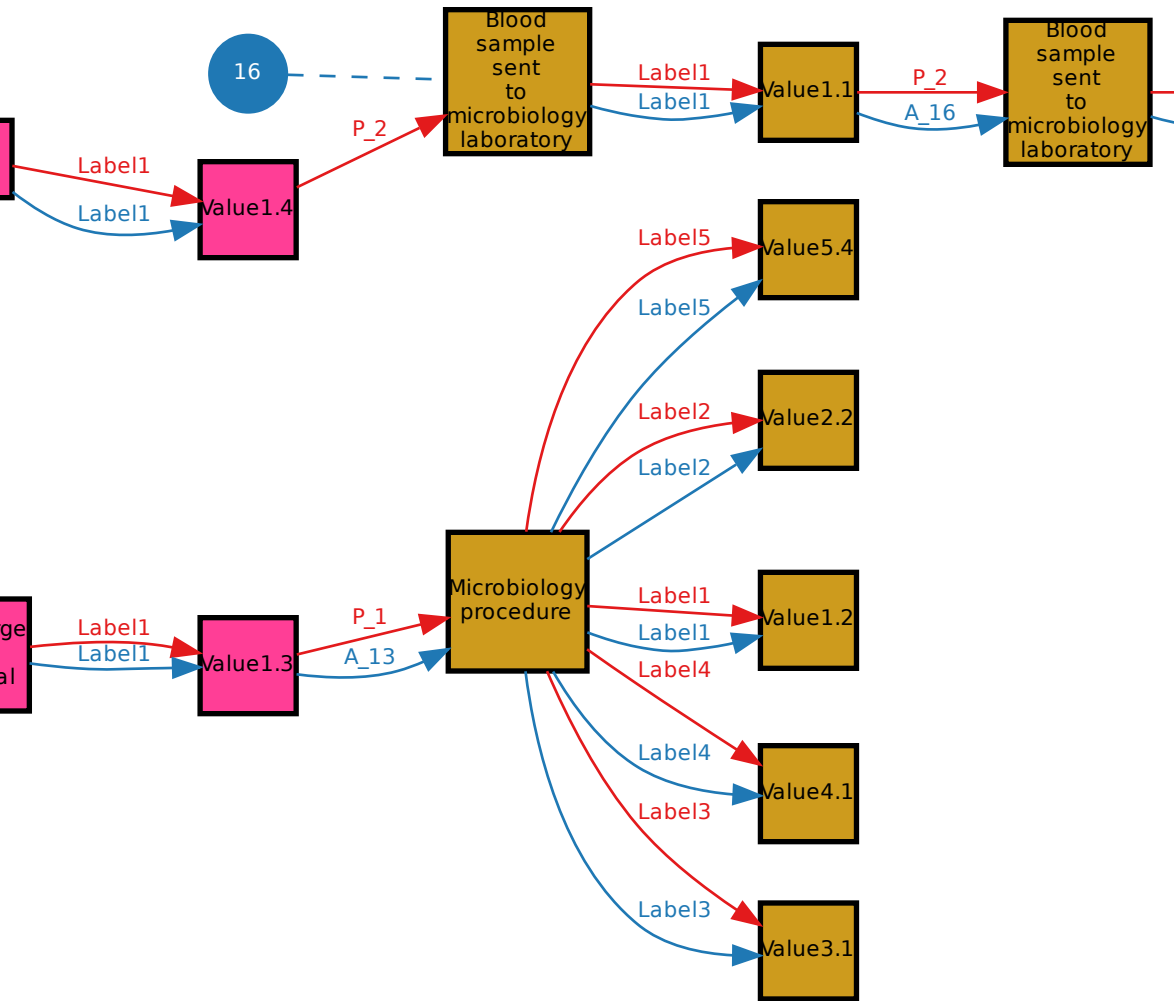 16
Blood
sample
sent
to
microbiology
laboratory
Label1
Label1
Value1.1
P_2
A_16
Blood
sample
sent
to
microbiology
laboratory
Label1
Label1
Value1.4
P_2
Label5
Label5
Value5.4
Label2
Label2
Value2.2
Microbiology
procedure
Label1
Label1
Value1.2
Label1
Label1
Value1.3
P_1
A_13
Label4
Label4
Value4.1
Label3
Label3
Value3.1